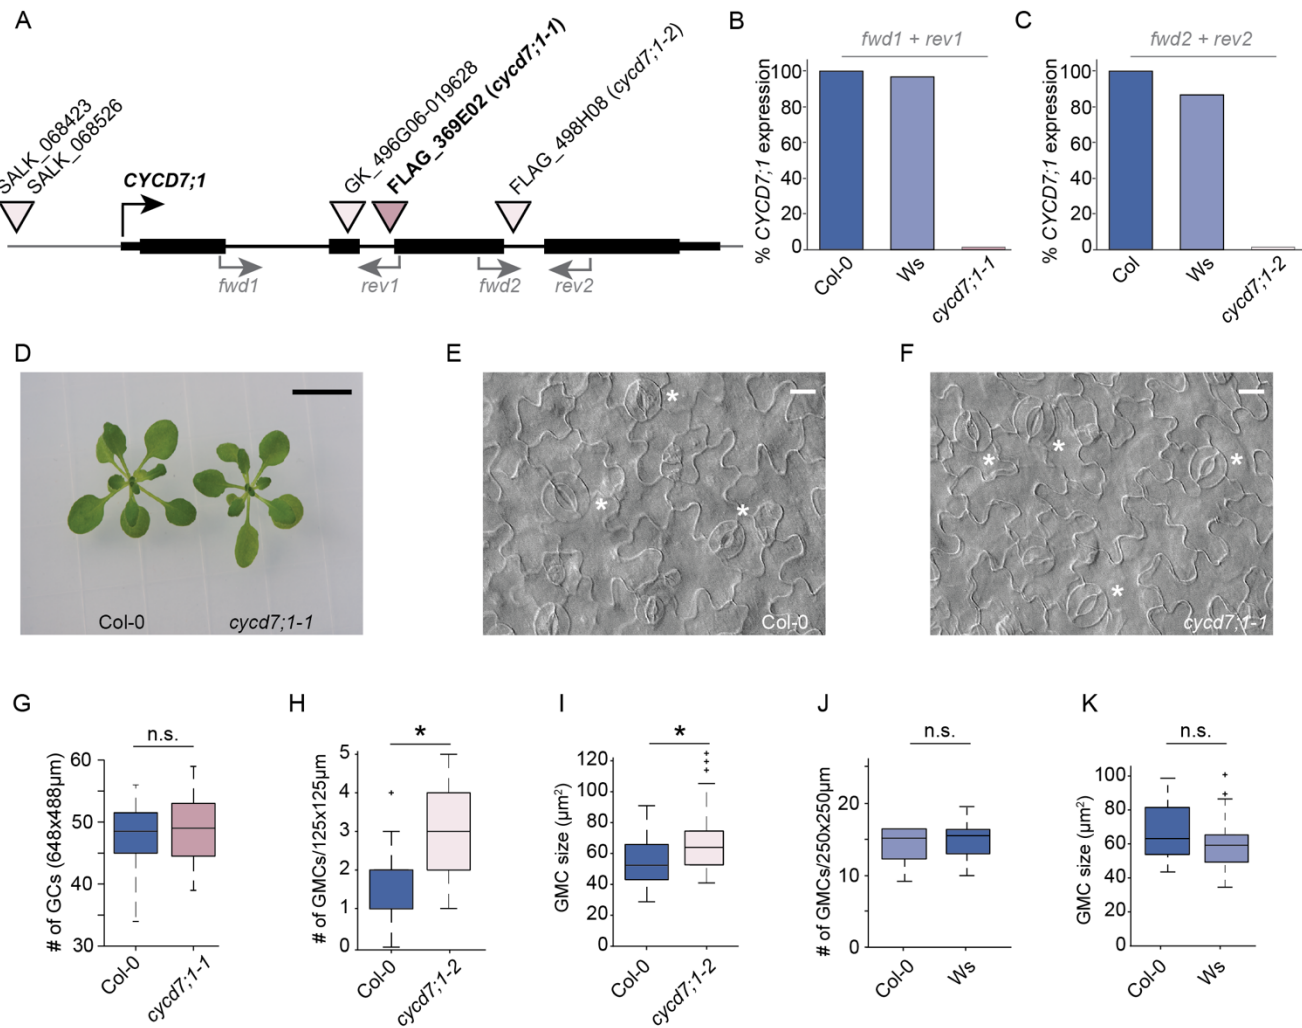 A
SALK_068423
SALK_068526
CYCD7;1
GK_496G06-019628
FLAG_369E02 (cycd7;1-1)
FLAG_498H08 (cycd7;1-2)
fwd1
rev1
fwd2
rev2
B
fwd1 + rev1
% CYCD7;1 expression
100
80
60
40
20
0
Col-0
Ws
cycd7;1-1
C
fwd2 + rev2
% CYCD7;1 expression
100
80
60
40
20
0
Col
Ws
cycd7;1-2
D
Col-0
cycd7;1-1
E
*
*
*
Col-0
F
*
*
*
*
cycd7;1-1
G
n.s.
# of GCs (648x488µm)
60
50
40
30
Col-0
cycd7;1-1
H
*
# of GMCs/125x125µm
5
4
3
2
1
0
Col-0
cycd7;1-2
I
*
GMC size (µm²)
120
100
80
60
40
20
0
Col-0
cycd7;1-2
J
n.s.
# of GMCs/250x250µm
20
10
0
Col-0
Ws
K
n.s.
GMC size (µm²)
100
80
60
40
20
0
Col-0
Ws